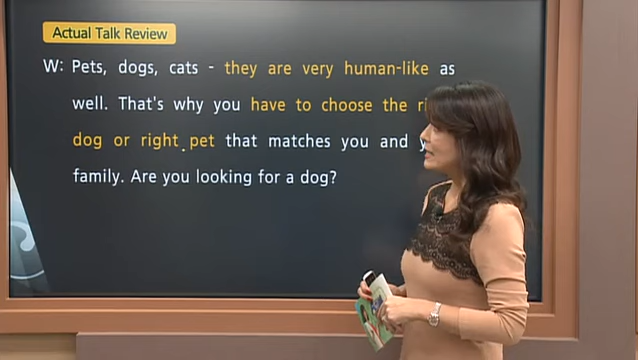 Actual Talk Review
W: Pets, dogs, cats - they are very human-like as
well. That's why you have to choose the
dog or right pet that matches you and
family. Are you looking for a dog?